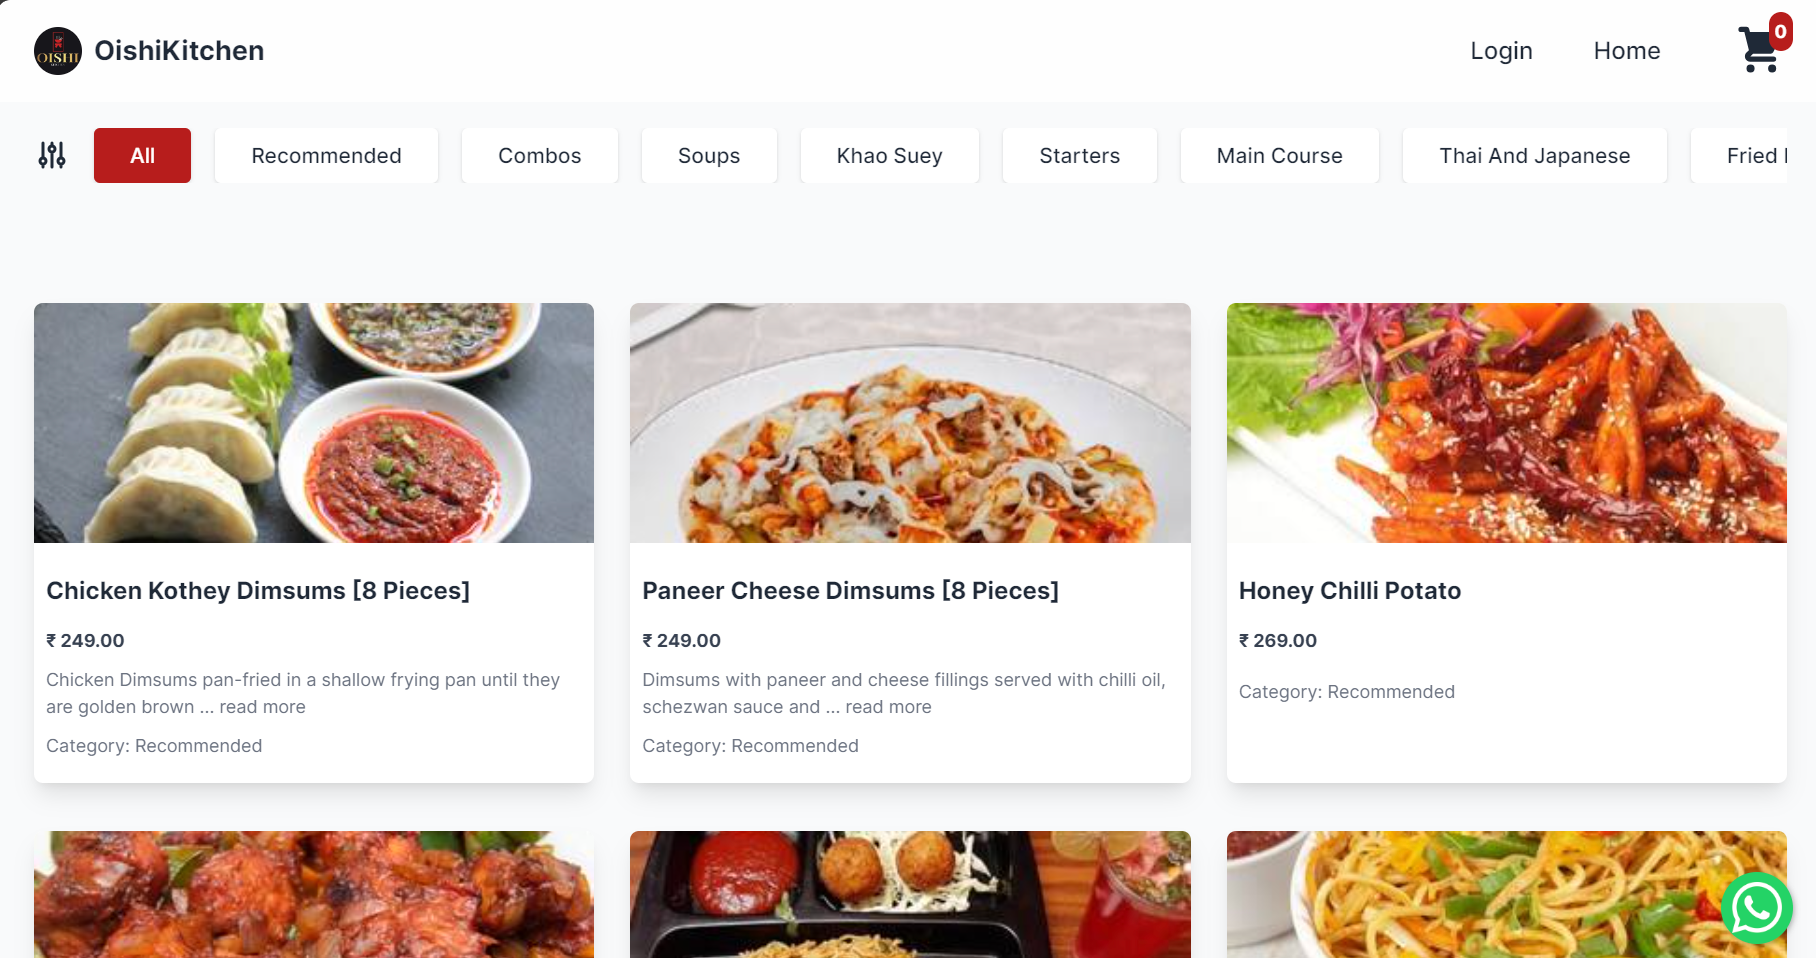 OISHI
OishiKitchen
Login
Home
0
All
Recommended
Combos
Soups
Khao Suey
Starters
Main Course
Thai And Japanese
Fried
Chicken Kothey Dimsums [8 Pieces]
₹ 249.00
Chicken Dimsums pan-fried in a shallow frying pan until they
are golden brown ... read more
Category: Recommended
Paneer Cheese Dimsums [8 Pieces]
₹ 249.00
Dimsums with paneer and cheese fillings served with chilli oil,
schezwan sauce and ... read more
Category: Recommended
Honey Chilli Potato
₹ 269.00
Category: Recommended